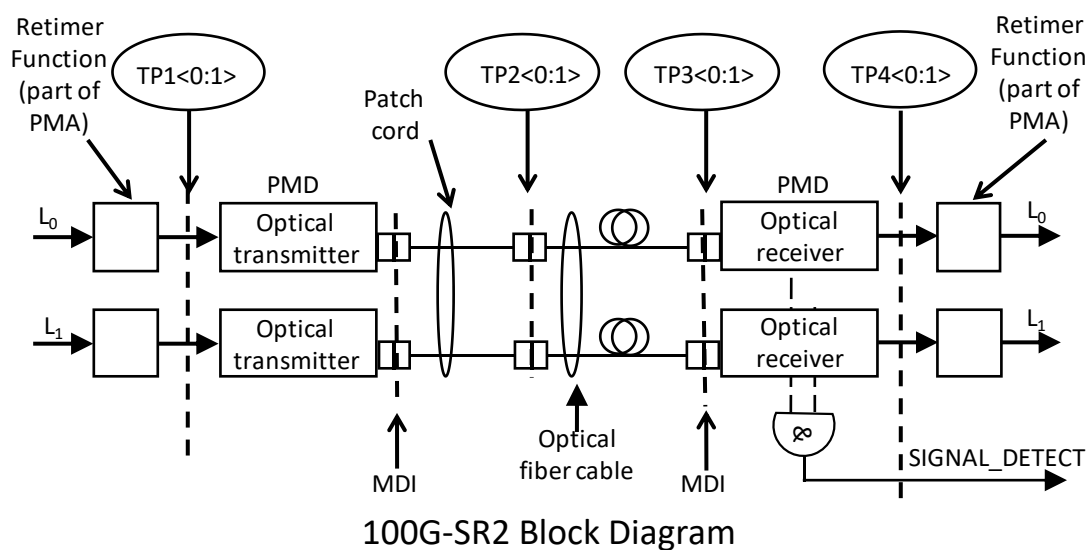 Retimer
Function
(part of
PMA)
TP1<0:1>
TP2<0:1>
TP3<0:1>
TP4<0:1>
Retimer
Function
(part of
PMA)
Patch
cord
PMD
PMD
L0
Optical
transmitter
Optical
receiver
L0
L1
Optical
transmitter
Optical
receiver
L1
&
MDI
Optical
fiber cable
MDI
SIGNAL_DETECT
100G-SR2 Block Diagram